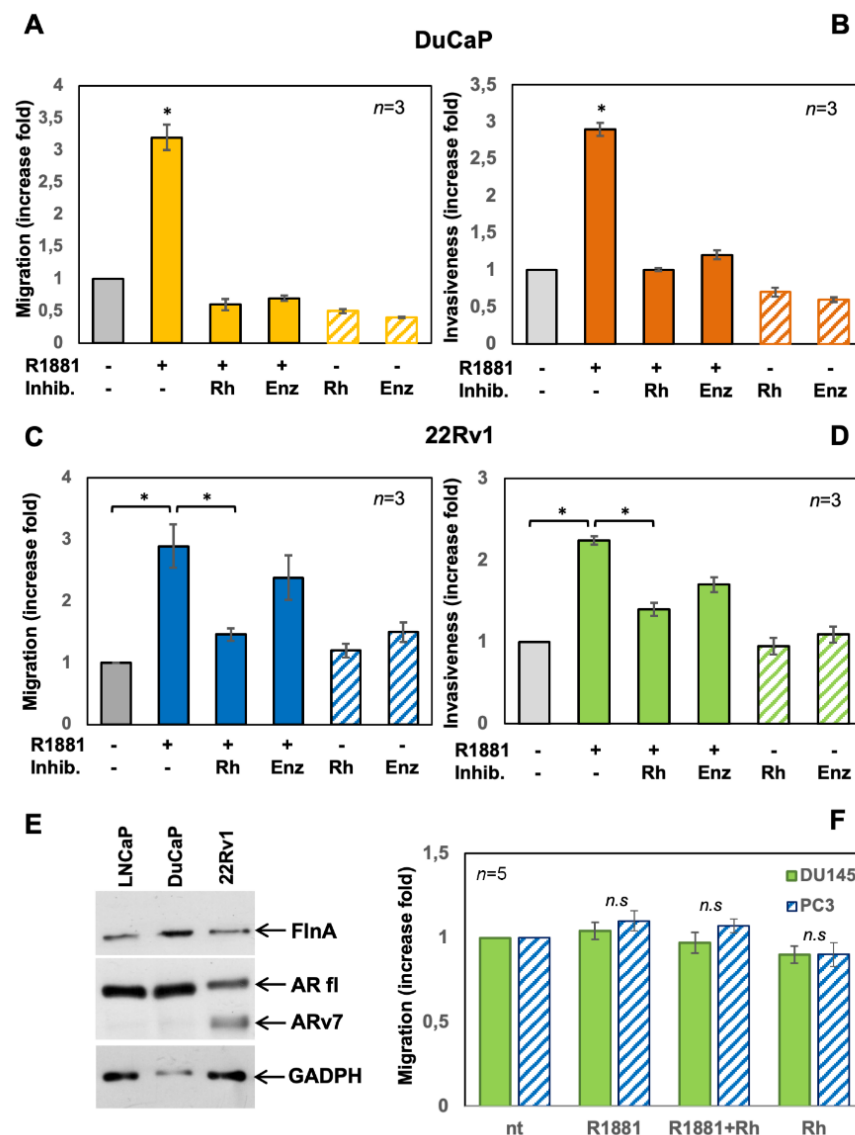 A
DuCaP
B
Migration (increase fold)
4
3,5
3
2,5
2
1,5
1
0,5
0
*
n=3
R1881 - + + + - -
Inhib. - - Rh Enz Rh Enz
Invasiveness (increase fold)
3,5
3
2,5
2
1,5
1
0,5
0
*
n=3
- + + + - -
- - Rh Enz Rh Enz
C
22Rv1
D
Migration (increase fold)
4
3
2
1
0
* *
n=3
R1881 - + + + - -
Inhib. - - Rh Enz Rh Enz
Invasiveness (increase fold)
3
2
1
0
* *
n=3
- + + + - -
- - Rh Enz Rh Enz
E
LNCaP
DuCaP
22Rv1
FlnA
AR fl
ARv7
GADPH
F
Migration (increase fold)
1,5
1
0,5
0
n=5
DU145
PC3
n.s
n.s
n.s
nt R1881 R1881+Rh Rh